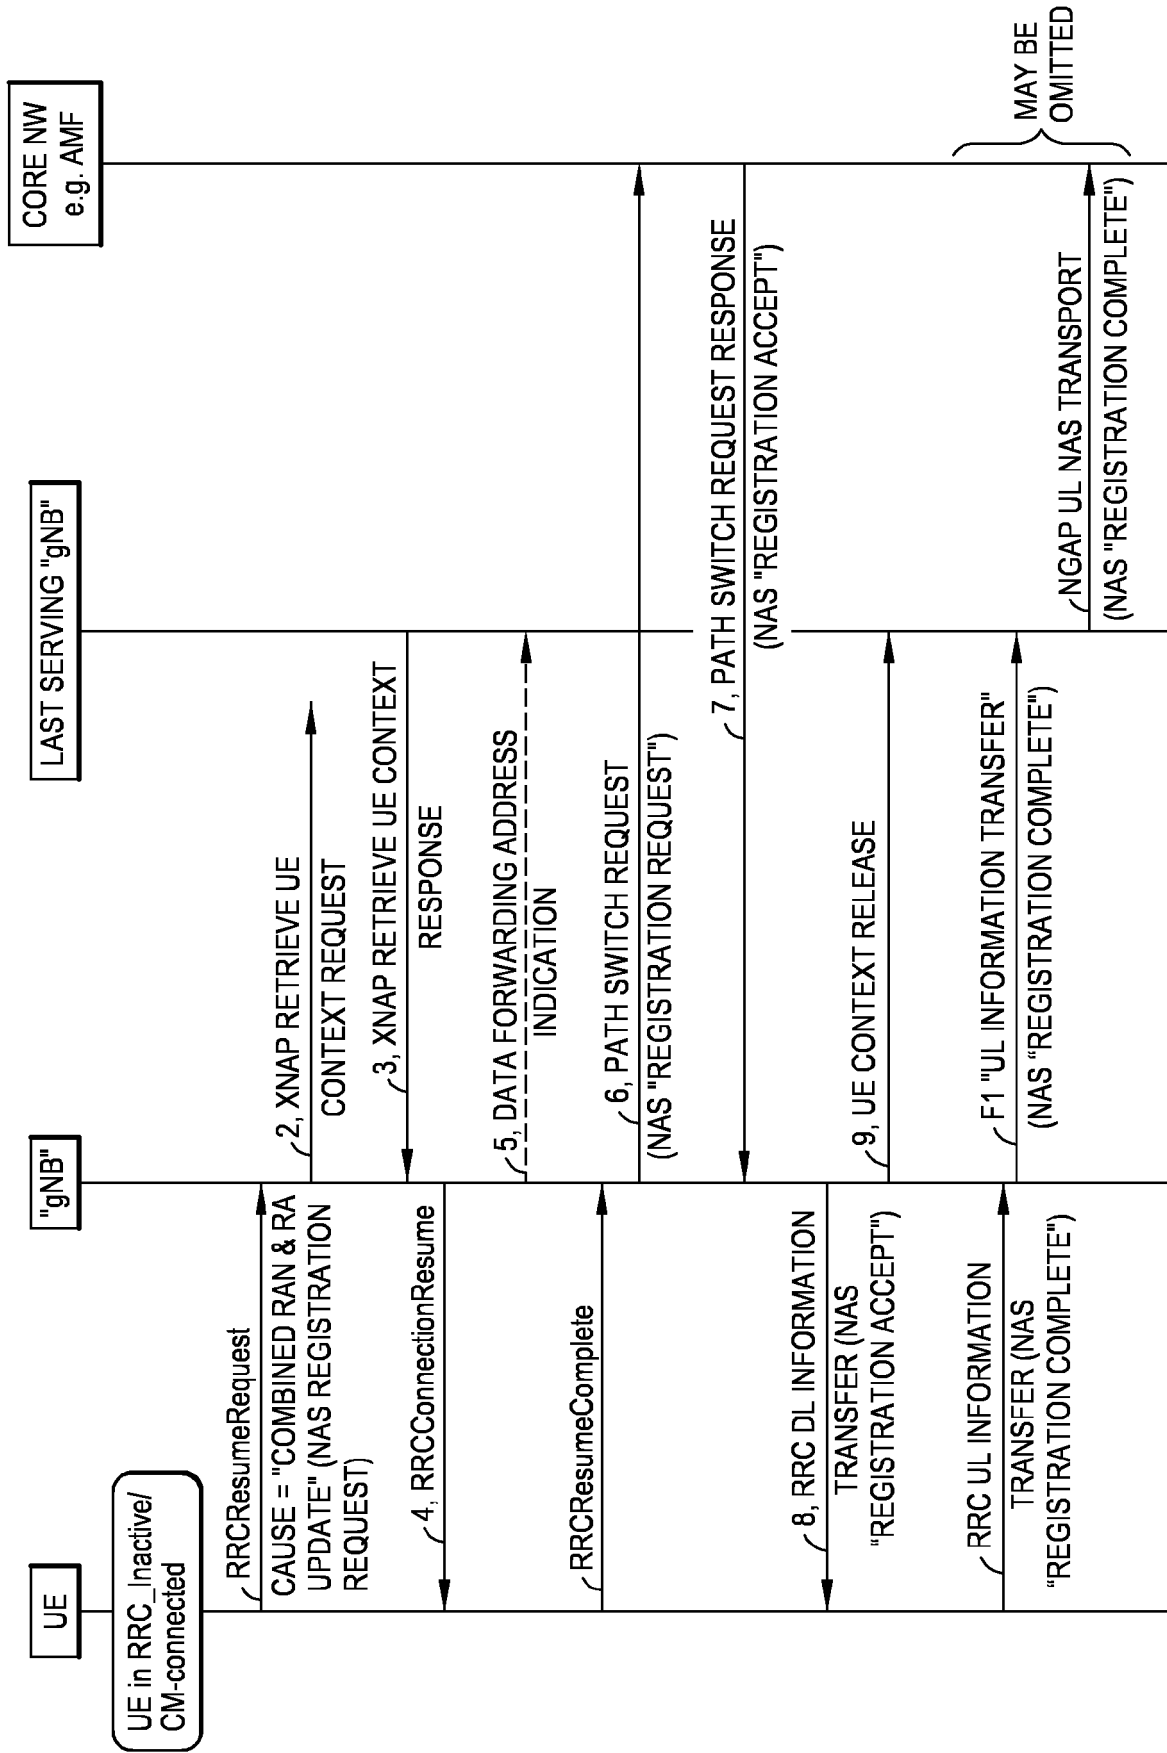 UE
"gNB"
LAST SERVING "gNB"
CORE NW
e.g. AMF
UE in RRC_Inactive/
CM-connected
RRCResumeRequest
CAUSE = "COMBINED RAN & RA
UPDATE" (NAS REGISTRATION
REQUEST)
2, XNAP RETRIEVE UE
CONTEXT REQUEST
3, XNAP RETRIEVE UE CONTEXT
RESPONSE
4, RRCConnectionResume
5, DATA FORWARDING ADDRESS
INDICATION
RRCResumeComplete
6, PATH SWITCH REQUEST
(NAS "REGISTRATION REQUEST")
7, PATH SWITCH REQUEST RESPONSE
(NAS "REGISTRATION ACCEPT")
8, RRC DL INFORMATION
TRANSFER (NAS
"REGISTRATION ACCEPT")
9, UE CONTEXT RELEASE
RRC UL INFORMATION
TRANSFER (NAS
“REGISTRATION COMPLETE")
F1 "UL INFORMATION TRANSFER"
(NAS “REGISTRATION COMPLETE")
NGAP UL NAS TRANSPORT
(NAS "REGISTRATION COMPLETE")
MAY BE
OMITTED